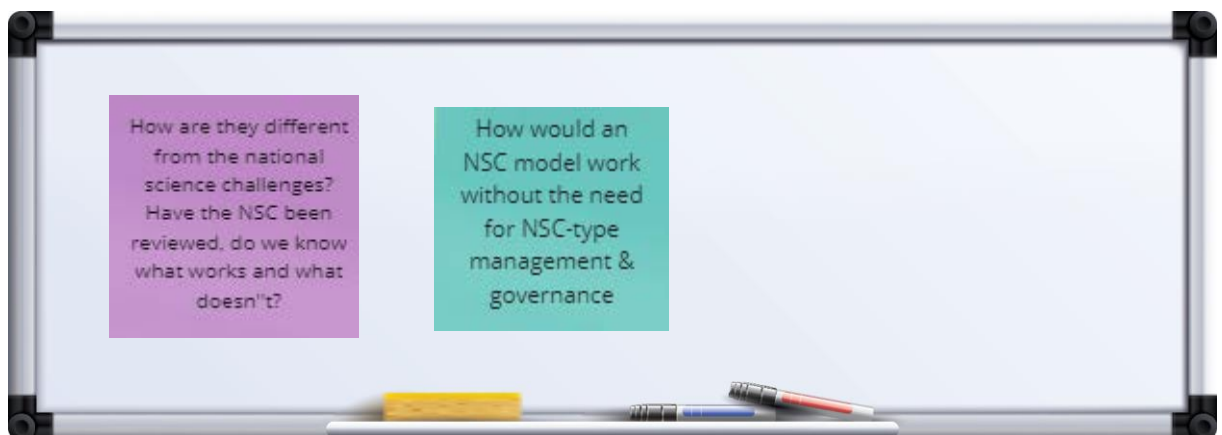 How are they different
from the national
science challenges?
Have the NSC been
reviewed, do we know
what works and what
doesn''t?
How would an
NSC model work
without the need
for NSC-type
management &
governance